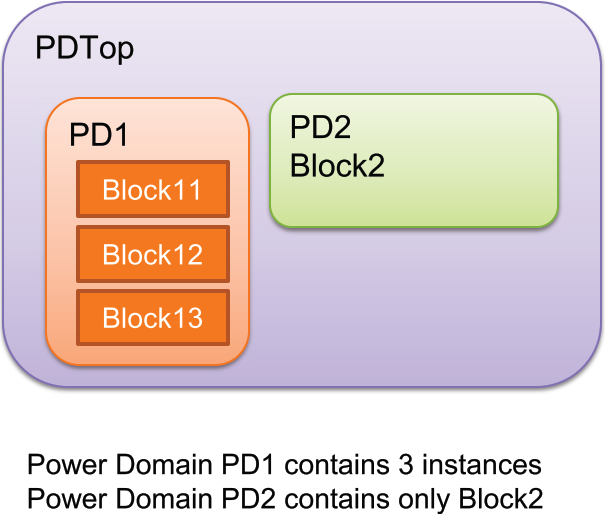 PDTop
PD1
Block11
Block12
Block13
PD2
Block2
Power Domain PD1 contains 3 instances
Power Domain PD2 contains only Block2